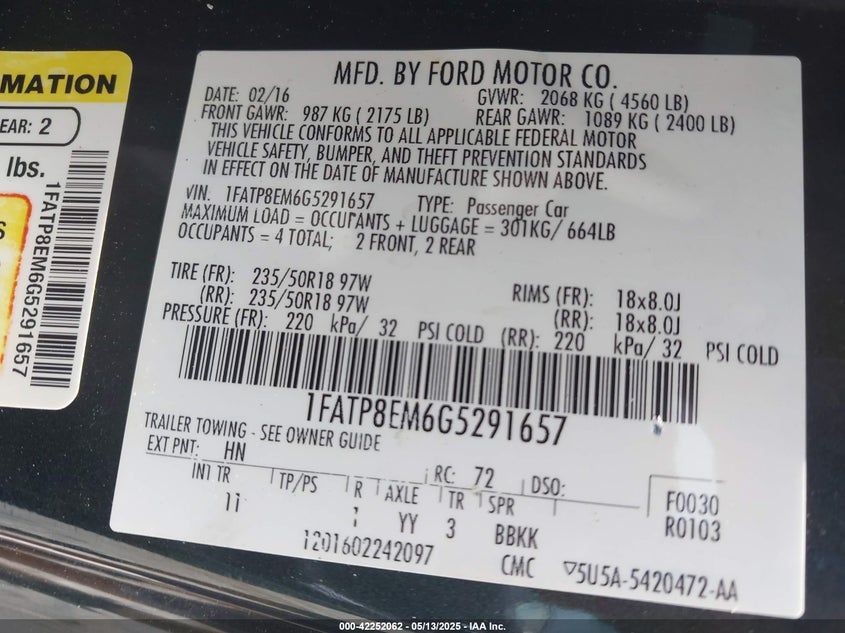 MATION
EAR: 2
lbs.
S
1FATP8EM6G5291657
MFD. BY FORD MOTOR CO.
DATE: 02/16 GVWR: 2068 KG ( 4560 LB)
FRONT GAWR: 987 KG ( 2175 LB) REAR GAWR: 1089 KG ( 2400 LB)
THIS VEHICLE CONFORMS TO ALL APPLICABLE FEDERAL MOTOR
VEHICLE SAFETY, BUMPER, AND THEFT PREVENTION STANDARDS
IN EFFECT ON THE DATE OF MANUFACTURE SHOWN ABOVE.
VIN: 1FATP8EM6G5291657 TYPE: Passenger Car
MAXIMUM LOAD = OCCUPANTS + LUGGAGE = 301KG/ 664LB
OCCUPANTS = 4 TOTAL; 2 FRONT, 2 REAR
TIRE (FR): 235/50R18 97W RIMS (FR): 18x8.0J
(RR): 235/50R18 97W (RR): 18x8.0J
PRESSURE (FR): 220 kPa/ 32 PSI COLD (RR): 220 kPa/ 32 PSI COLD
1FATP8EM6G5291657
TRAILER TOWING - SEE OWNER GUIDE
EXT PNT: HN RC: 72 DSO: F0030
INT TR TP/PS R AXLE TR SPR R0103
11 1 YY 3 BBKK
1201602242097 CMC 5U5A-5420472-AA
000-42252062 - 05/13/2025 - IAA Inc.